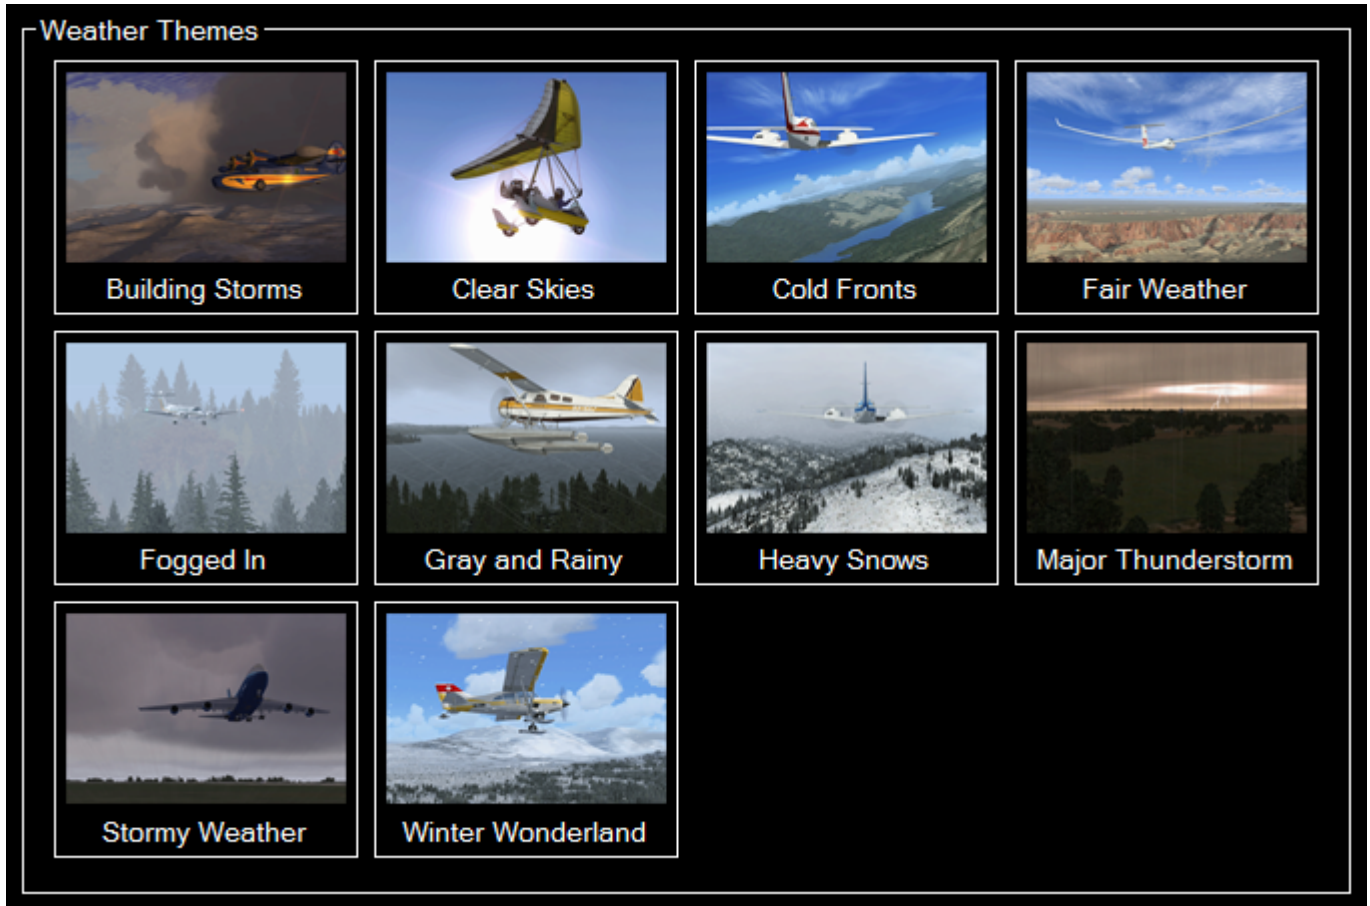 Weather Themes
Building Storms
Clear Skies
Cold Fronts
Fair Weather
Fogged In
Gray and Rainy
Heavy Snows
Major Thunderstorm
Stormy Weather
Winter Wonderland